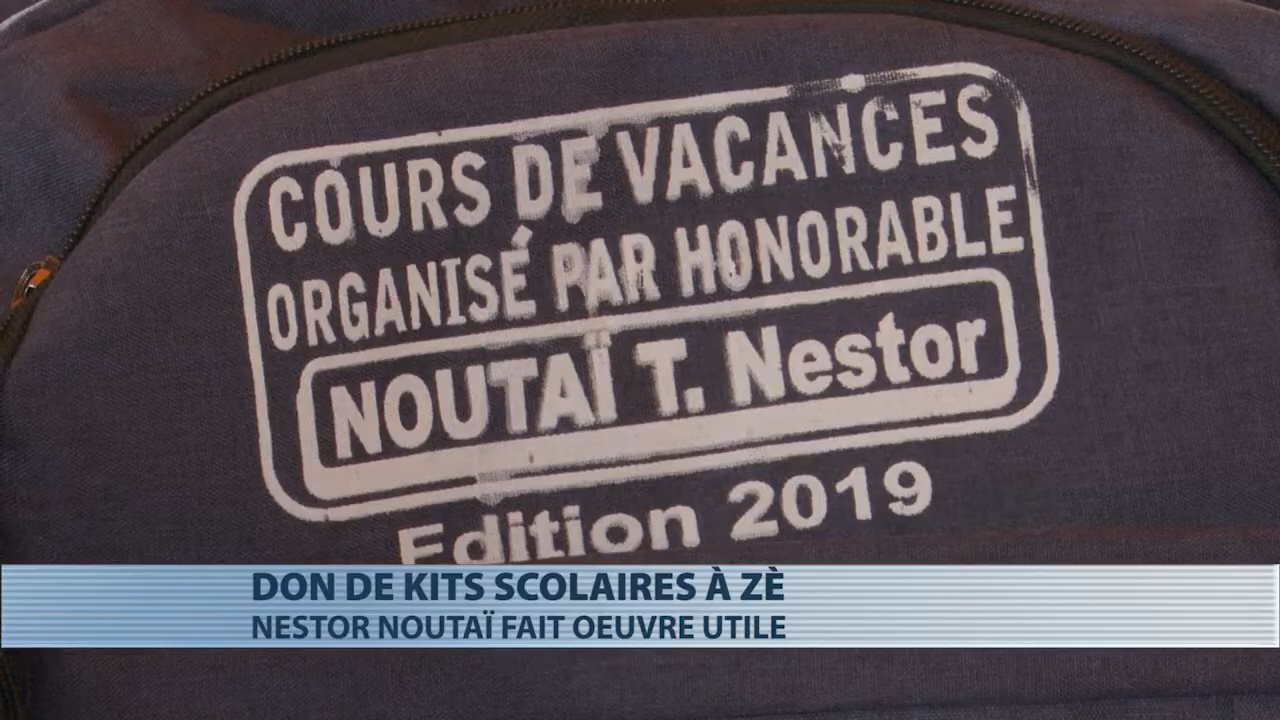 COURS DE VACANCES
ORGANISÉ PAR HONORABLE
NOUTAÏ T. Nestor
Edition 2019
DON DE KITS SCOLAIRES À ZÈ
NESTOR NOUTAÏ FAIT OEUVRE UTILE